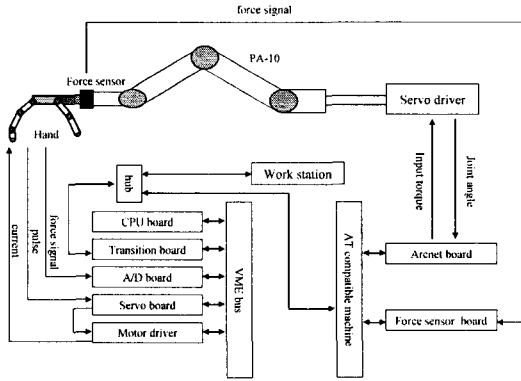 force signal
PA-10
Force sensor
Servo driver
Hand
Input torque
Joint angle
hub
Work station
current
pulse
force signal
CPU board
Transition board
A/D board
Servo board
Motor driver
VME bus
AT compatible machine
Arcnet board
Force sensor board